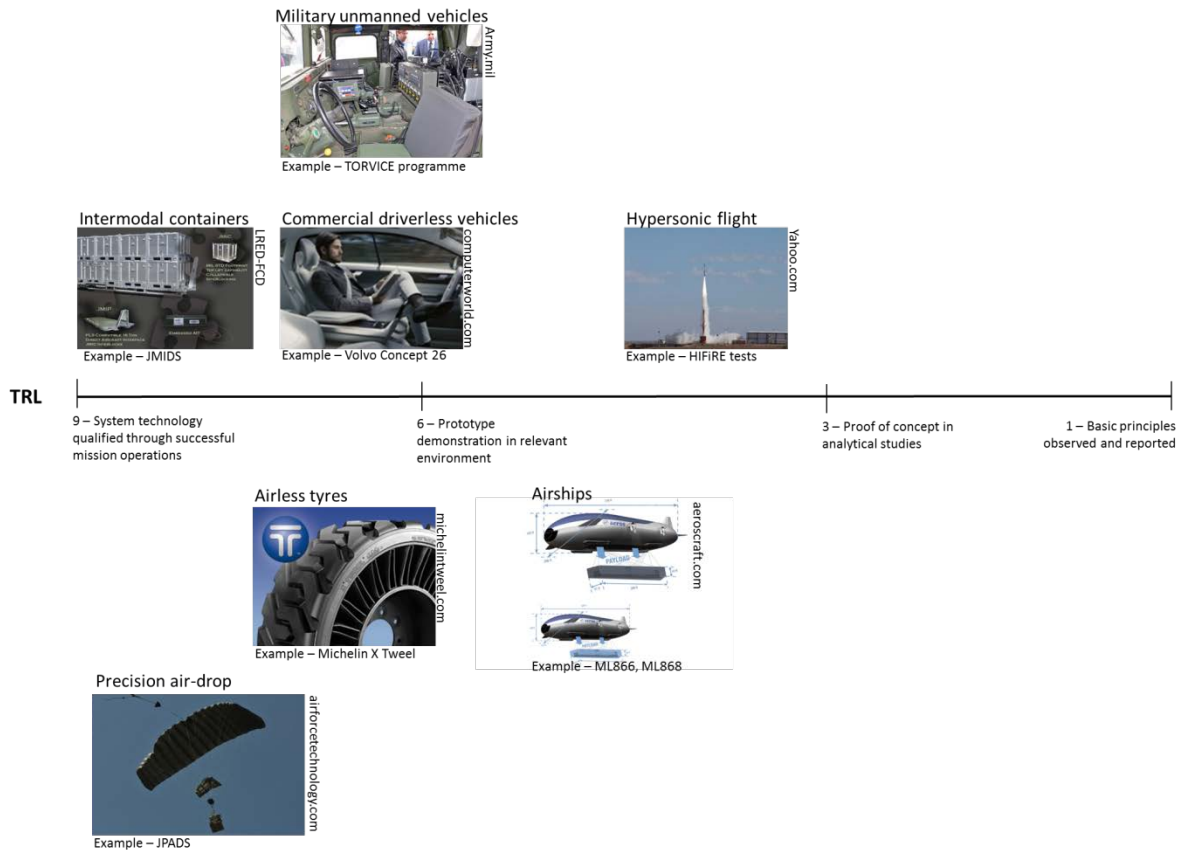 Military unmanned vehicles
Army.mil
Example – TORVICE programme
Intermodal containers
LRED-FCD
Example – JMIDS
Commercial driverless vehicles
computerworld.com
Example – Volvo Concept 26
Hypersonic flight
Yahoo.com
Example – HIFiRE tests
TRL
9 – System technology
qualified through successful
mission operations
6 – Prototype
demonstration in relevant
environment
3 – Proof of concept in
analytical studies
1 – Basic principles
observed and reported
Airless tyres
michelintweel.com
Example – Michelin X Tweel
Airships
aeroscraft.com
PAYLOAD
Example – ML866, ML868
Precision air-drop
airforcetechnology.com
Example – JPADS